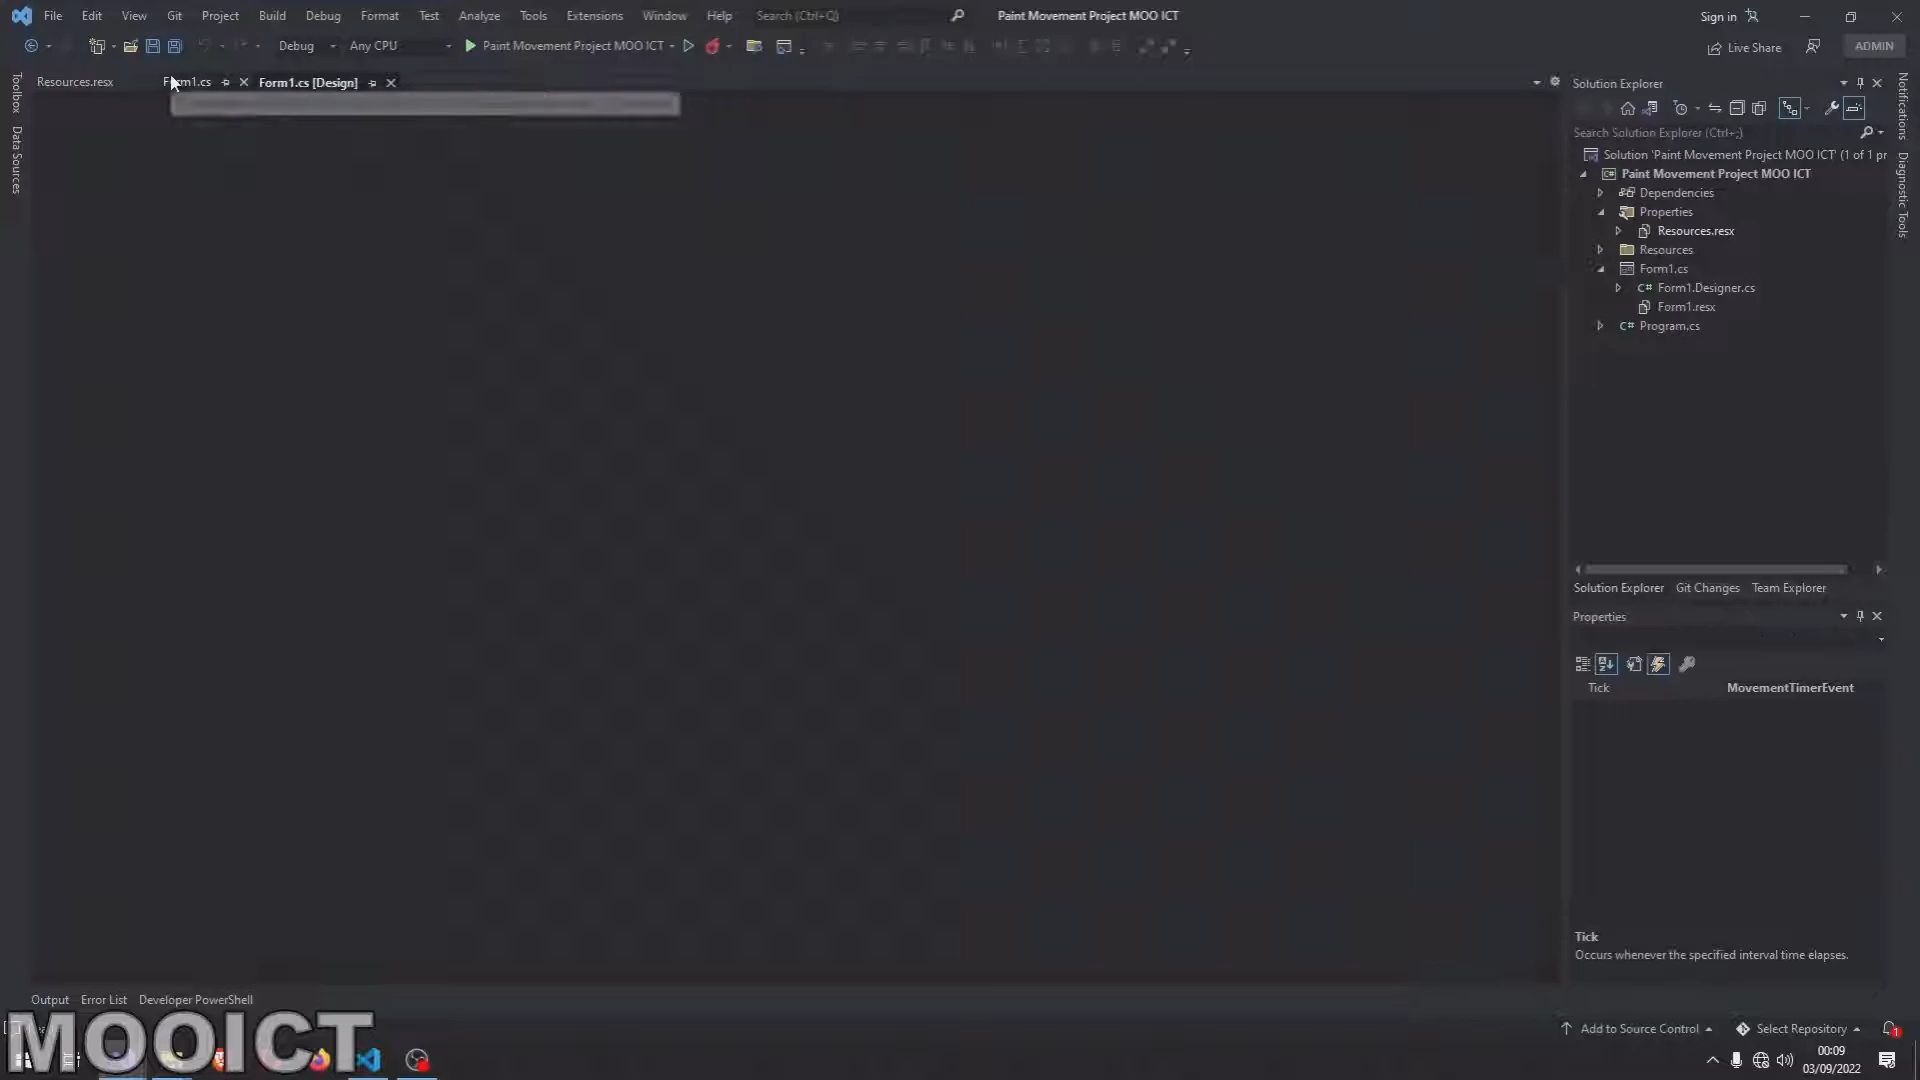 File Edit View Git Project Build Debug Format Test Analyze Tools Extensions Window Help Search (Ctrl+Q) Paint Movement Project MOO ICT Sign in
Debug Any CPU Paint Movement Project MOO ICT Live Share ADMIN
Resources.resx Form1.cs Form1.cs [Design]
Toolbox
Data Sources
Solution Explorer
Search Solution Explorer (Ctrl+;)
Solution 'Paint Movement Project MOO ICT' (1 of 1 pr
Paint Movement Project MOO ICT
Dependencies
Properties
Resources.resx
Resources
Form1.cs
C# Form1.Designer.cs
Form1.resx
C# Program.cs
Solution Explorer Git Changes Team Explorer
Properties
Tick MovementTimerEvent
Tick
Occurs whenever the specified interval time elapses.
Notifications
Diagnostic Tools
Output Error List Developer PowerShell
Add to Source Control Select Repository 1
MOOICT
00:09
03/09/2022